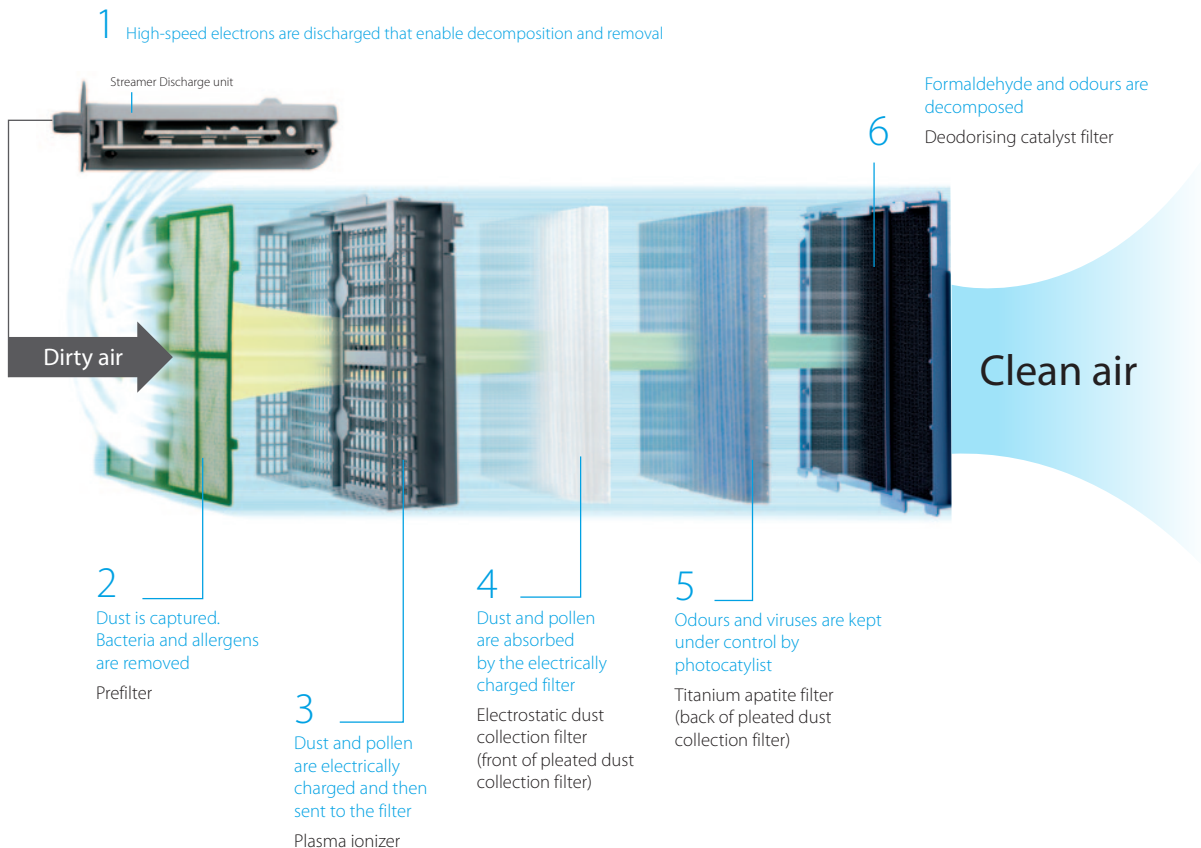 1 High-speed electrons are discharged that enable decomposition and removal
Streamer Discharge unit
Formaldehyde and odours are
decomposed
6
Deodorising catalyst filter
Dirty air
Clean air
2
Dust is captured.
Bacteria and allergens
are removed
Prefilter
3
Dust and pollen
are electrically
charged and then
sent to the filter
Plasma ionizer
4
Dust and pollen
are absorbed
by the electrically
charged filter
Electrostatic dust
collection filter
(front of pleated dust
collection filter)
5
Odours and viruses are kept
under control by
photocatylist
Titanium apatite filter
(back of pleated dust
collection filter)